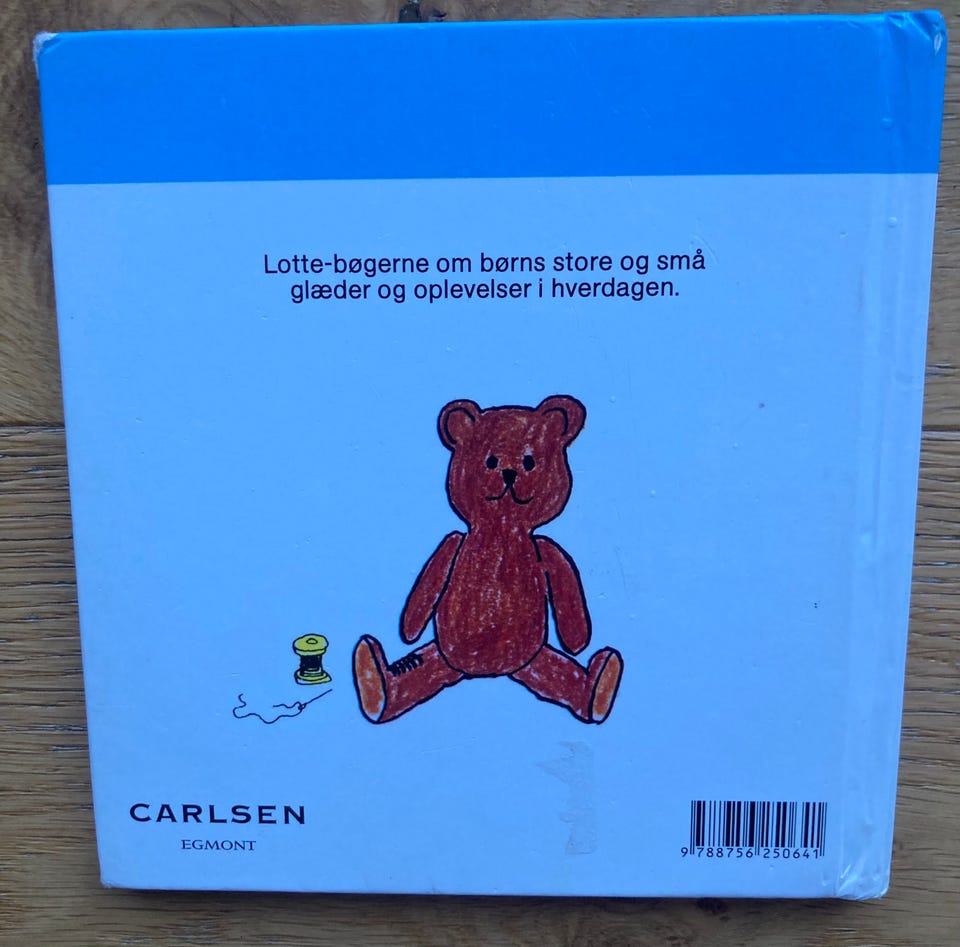 Lotte-bøgerne om børns store og små
glæder og oplevelser i hverdagen.
CARLSEN
EGMONT
9 788756 250641